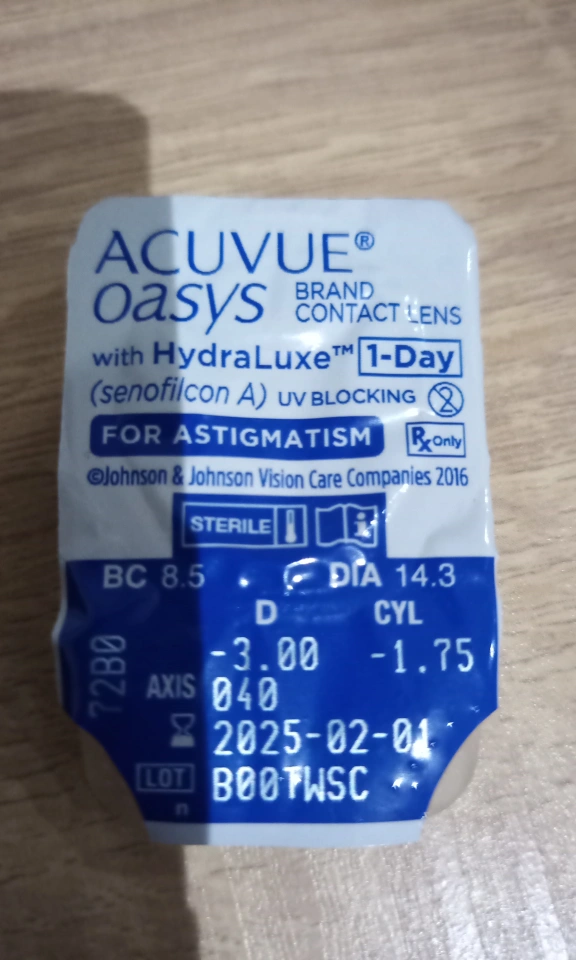 ACUVUE®
oasys BRAND CONTACT LENS
with HydraLuxe™ 1-Day
(senofilcon A) UV BLOCKING 2
FOR ASTIGMATISM Rx Only
©Johnson & Johnson Vision Care Companies 2016
STERILE i
BC 8.5 DIA 14.3
D CYL
-3.00 -1.75
72B0
AXIS 040
2025-02-01
LOT B00TWSC
n